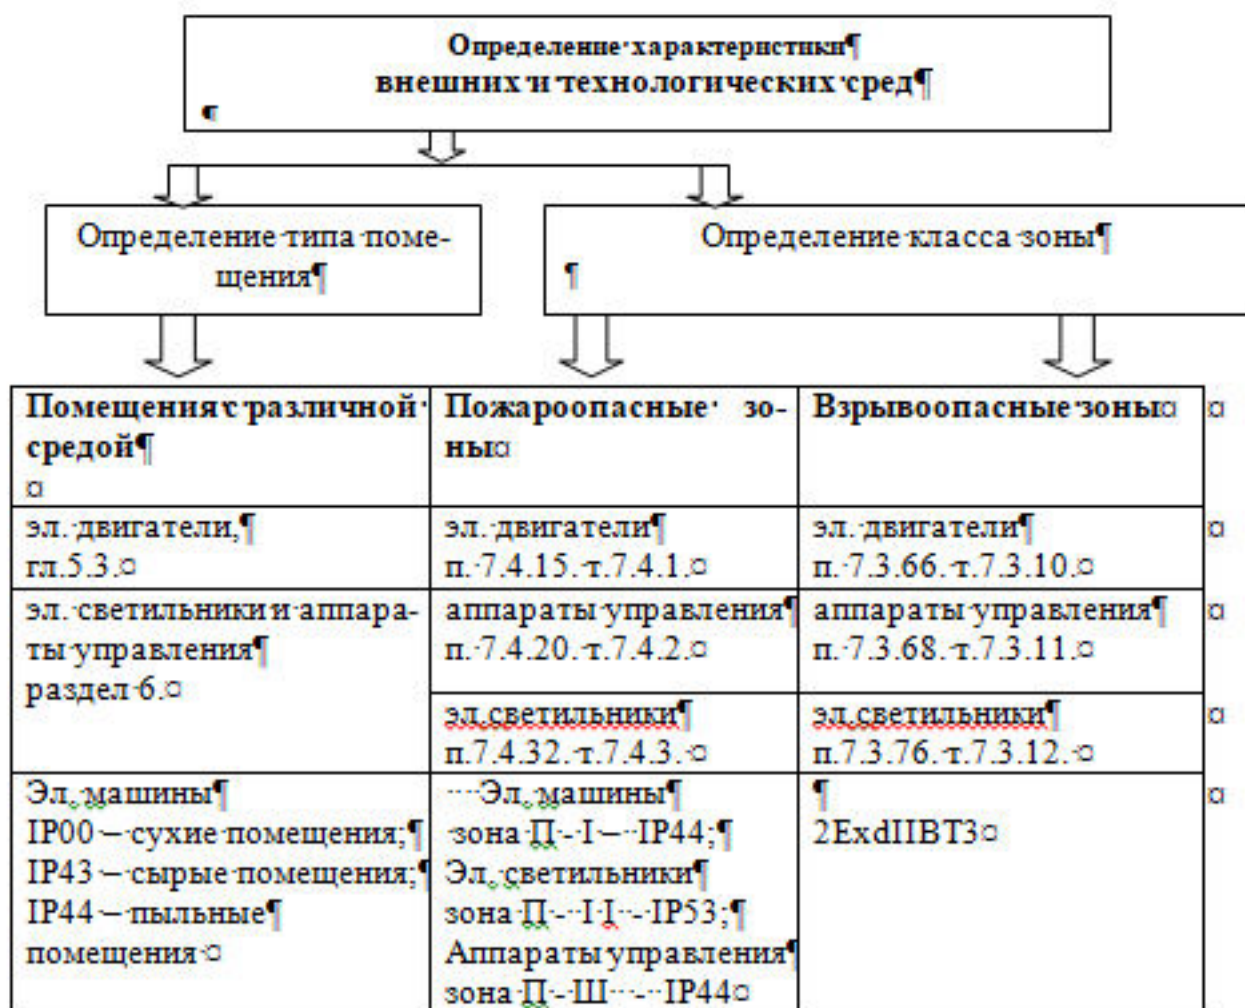 Определение характеристики¶
внешних и технологических сред¶
¶
Определение типа поме-
щения¶
Определение класса зоны¶
¶
Помещения с различной
средой¶
¤
Пожароопасные зо-
ны¤
Взрывоопасные зоны¤ ¤
эл. двигатели,¶
гл.5.3.¤
эл. двигатели¶
п. 7.4.15. т.7.4.1.¤
эл. двигатели¶
п. 7.3.66. т.7.3.10.¤
¤
эл. светильники и аппара-
ты управления¶
раздел 6.¤
аппараты управления¶
п. 7.4.20. т.7.4.2.¤
аппараты управления¶
п. 7.3.68. т.7.3.11.¤
¤
эл.светильники¶
п.7.4.32. т.7.4.3. ¤
эл.светильники¶
п.7.3.76. т.7.3.12. ¤
¤
Эл. машины¶
IP00 – сухие помещения;¶
IP43 – сырые помещения;¶
IP44 – пыльные¶
помещения ¤
Эл. машины¶
зона П - I – IP44;¶
Эл. светильники¶
зона П - I I - IP53;¶
Аппараты управления¶
зона П - Ш - IP44¤
¶
2ExdIIBT3¤
¤